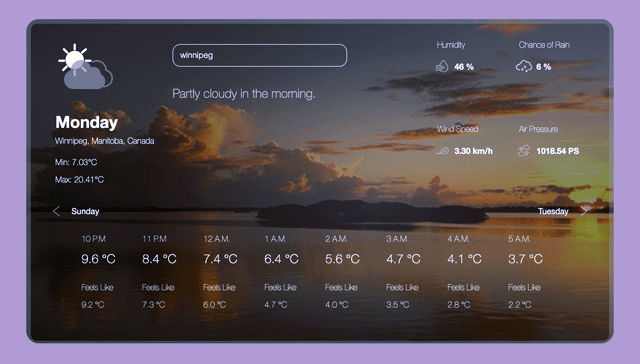 winnipeg
Partly cloudy in the morning.
Humidity
46 %
Chance of Rain
6 %
Wind Speed
3.30 km/h
Air Pressure
1018.54 PS
Monday
Winnipeg, Manitoba, Canada
Min: 7.03°C
Max: 20.41°C
Sunday
Tuesday
10 P.M. 11 P.M. 12 A.M. 1 A.M. 2 A.M. 3 A.M. 4 A.M. 5 A.M.
9.6 °C 8.4 °C 7.4 °C 6.4 °C 5.6 °C 4.7 °C 4.1 °C 3.7 °C
Feels Like Feels Like Feels Like Feels Like Feels Like Feels Like Feels Like Feels Like
9.2 °C 7.3 °C 6.0 °C 4.7 °C 4.0 °C 3.5 °C 2.8 °C 2.2 °C